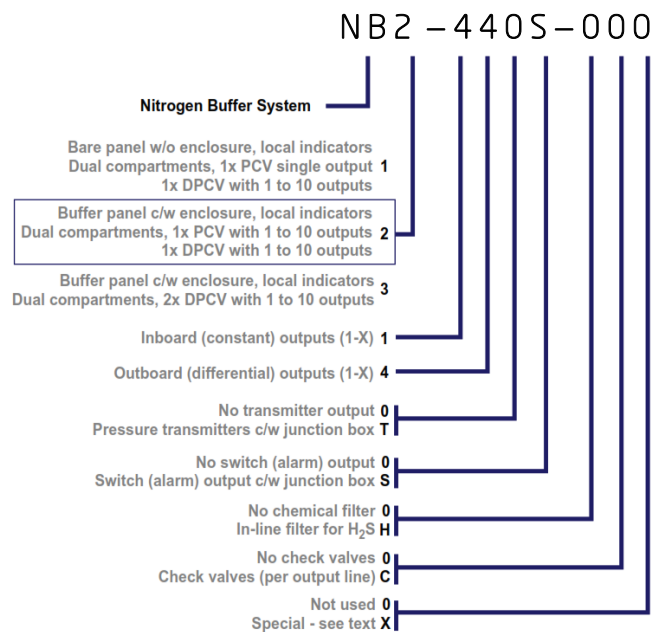 NB2-440S-000
Nitrogen Buffer System
Bare panel w/o enclosure, local indicators
Dual compartments, 1x PCV single output 1
1x DPCV with 1 to 10 outputs
Buffer panel c/w enclosure, local indicators
Dual compartments, 1x PCV with 1 to 10 outputs 2
1x DPCV with 1 to 10 outputs
Buffer panel c/w enclosure, local indicators 3
Dual compartments, 2x DPCV with 1 to 10 outputs
Inboard (constant) outputs (1-X) 1
Outboard (differential) outputs (1-X) 4
No transmitter output 0
Pressure transmitters c/w junction box T
No switch (alarm) output 0
Switch (alarm) output c/w junction box S
No chemical filter 0
In-line filter for H₂S H
No check valves 0
Check valves (per output line) C
Not used 0
Special - see text X